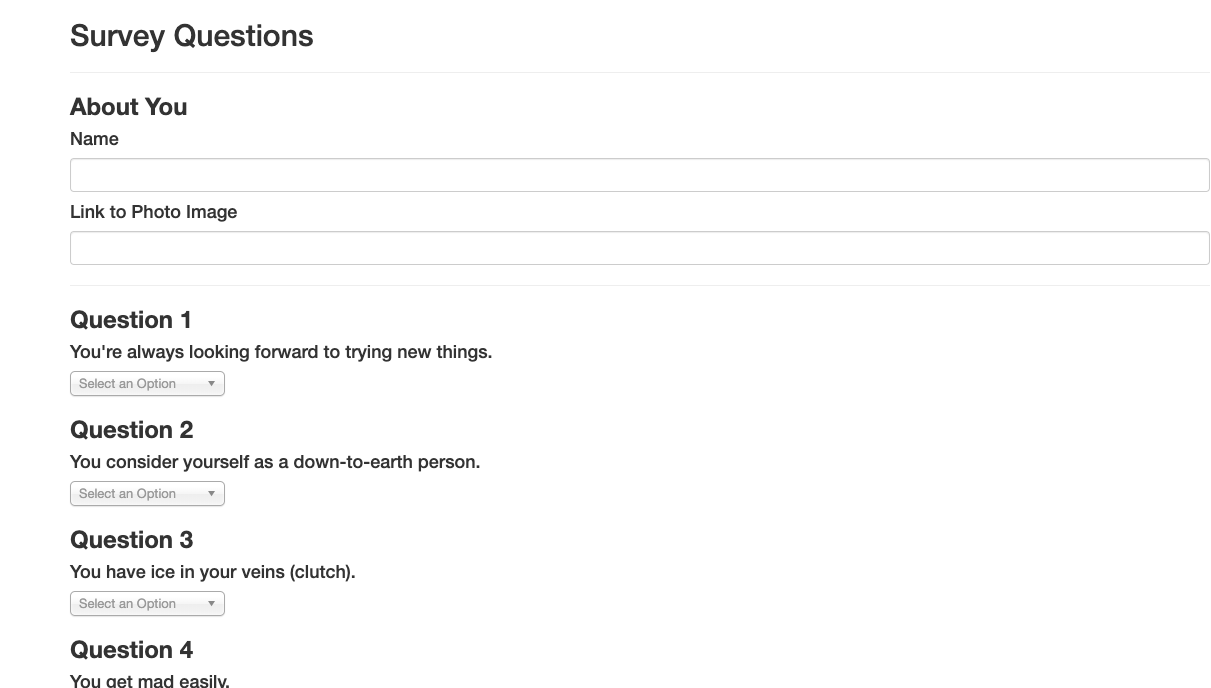 Survey Questions
About You
Name
Link to Photo Image
Question 1
You're always looking forward to trying new things.
Select an Option
Question 2
You consider yourself as a down-to-earth person.
Select an Option
Question 3
You have ice in your veins (clutch).
Select an Option
Question 4
You get mad easily.